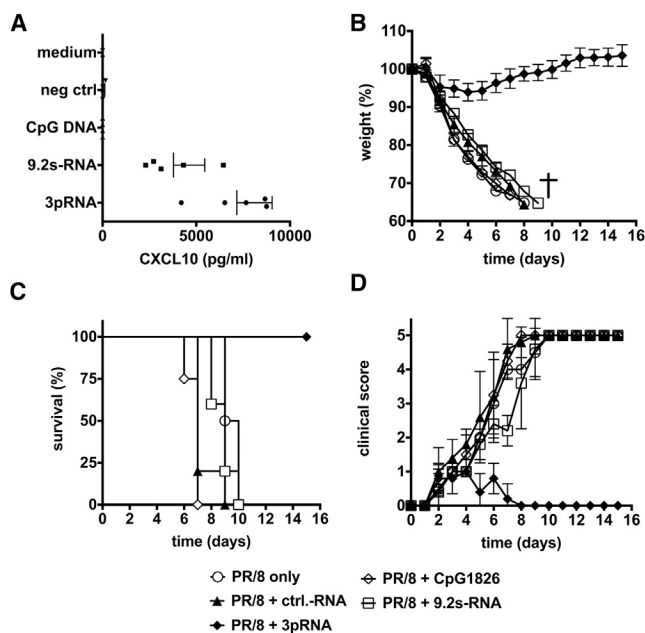 A
medium
neg ctrl
CpG DNA
9.2s-RNA
3pRNA
0 5000 10000
CXCL10 (pg/ml)
B
110
100
90
80
70
60
weight (%)
0 2 4 6 8 10 12 14 16
time (days)
C
100
75
50
25
0
survival (%)
0 2 4 6 8 10 12 14 16
time (days)
D
5
4
3
2
1
0
clinical score
0 2 4 6 8 10 12 14 16
time (days)
PR/8 only
PR/8 + ctrl.-RNA
PR/8 + 3pRNA
PR/8 + CpG1826
PR/8 + 9.2s-RNA